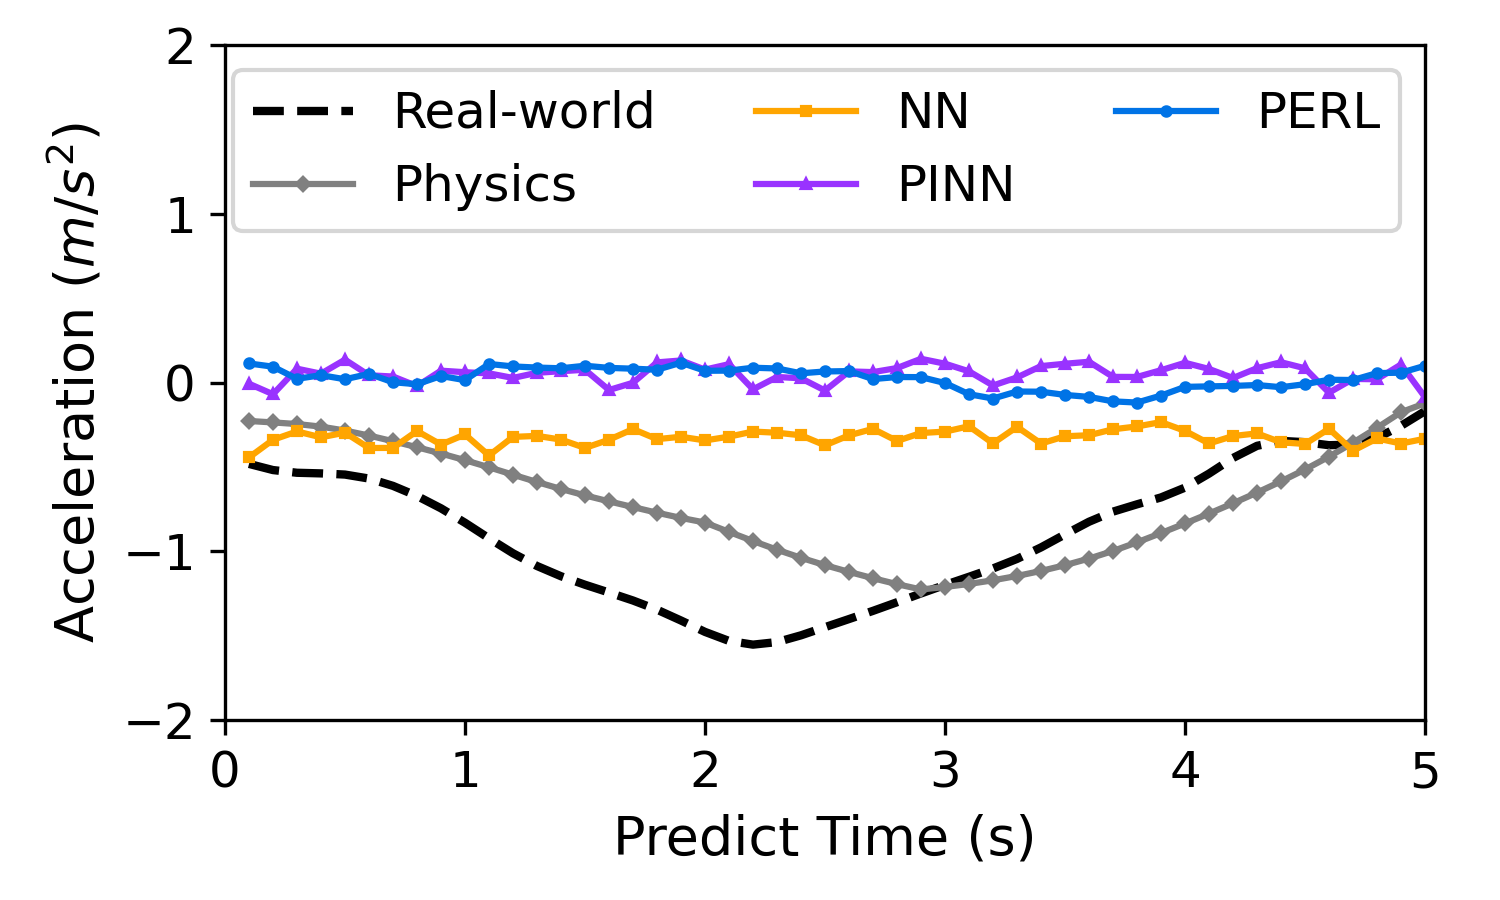 2
1
0
−1
−2
Acceleration (m/s²)
Real-world
Physics
NN
PINN
PERL
0 1 2 3 4 5
Predict Time (s)